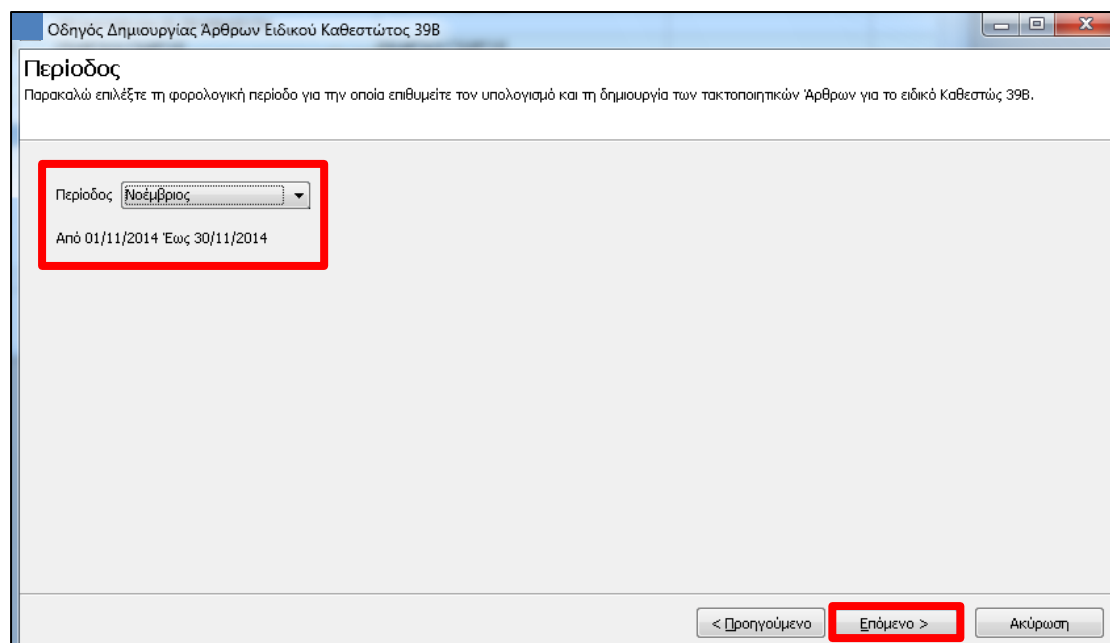 Οδηγός Δημιουργίας Άρθρων Ειδικού Καθεστώτος 39Β
Περίοδος
Παρακαλώ επιλέξτε τη φορολογική περίοδο για την οποία επιθυμείτε τον υπολογισμό και τη δημιουργία των τακτοποιητικών Άρθρων για το ειδικό Καθεστώς 39Β.
Περίοδος Νοέμβριος
Από 01/11/2014 Έως 30/11/2014
< Προηγούμενο Επόμενο > Ακύρωση